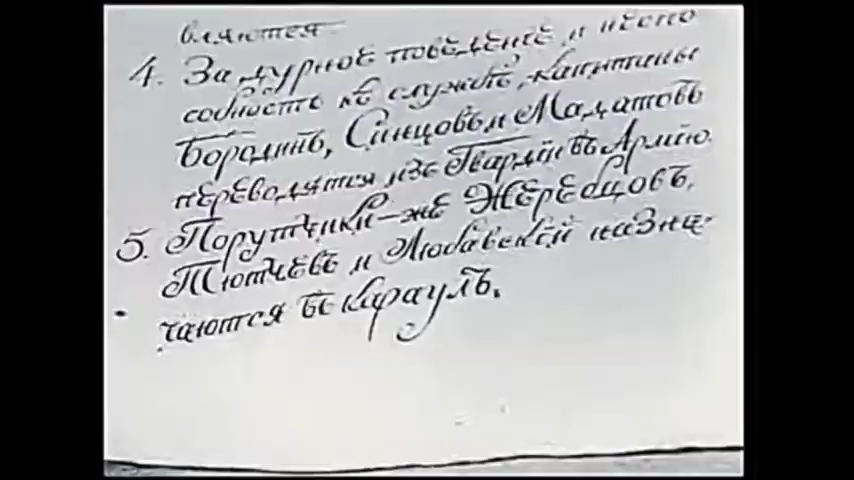 вляются
4. За дурное поведенiе и неспо
собность къ службѣ, капитаны
Бородинъ, Синцовъ и Мадатовъ
переводятся изъ Гвардiи въ Армiю.
5. Поручики-же Жеребцовъ,
Тютчевъ и Любавскiй назна-
чаются въ караулъ.